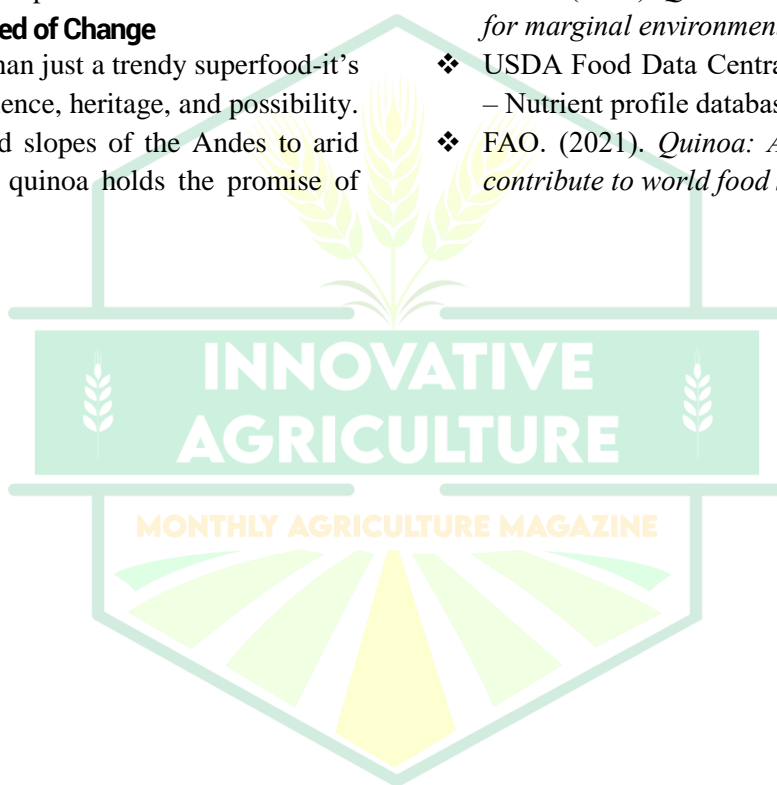 ed of Change
han just a trendy superfood-it's
ience, heritage, and possibility.
d slopes of the Andes to arid
quinoa holds the promise of
for marginal environmen
❖ USDA Food Data Centra
– Nutrient profile databas
❖ FAO. (2021). Quinoa: A
contribute to world food
INNOVATIVE
AGRICULTURE
MONTHLY AGRICULTURE MAGAZINE